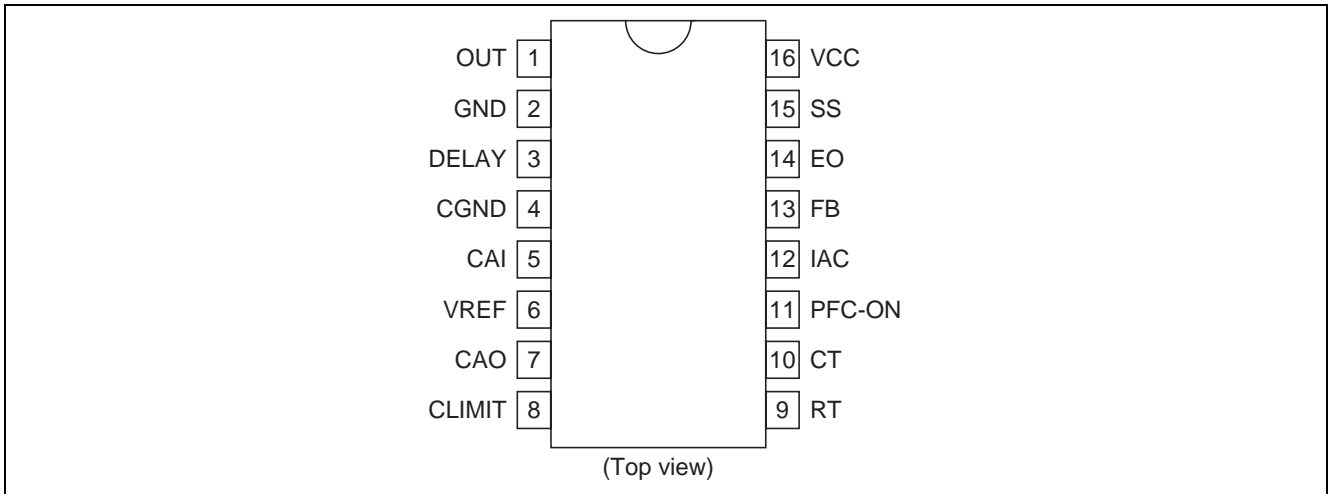 OUT 1 16 VCC
GND 2 15 SS
DELAY 3 14 EO
CGND 4 13 FB
CAI 5 12 IAC
VREF 6 11 PFC-ON
CAO 7 10 CT
CLIMIT 8 9 RT
(Top view)